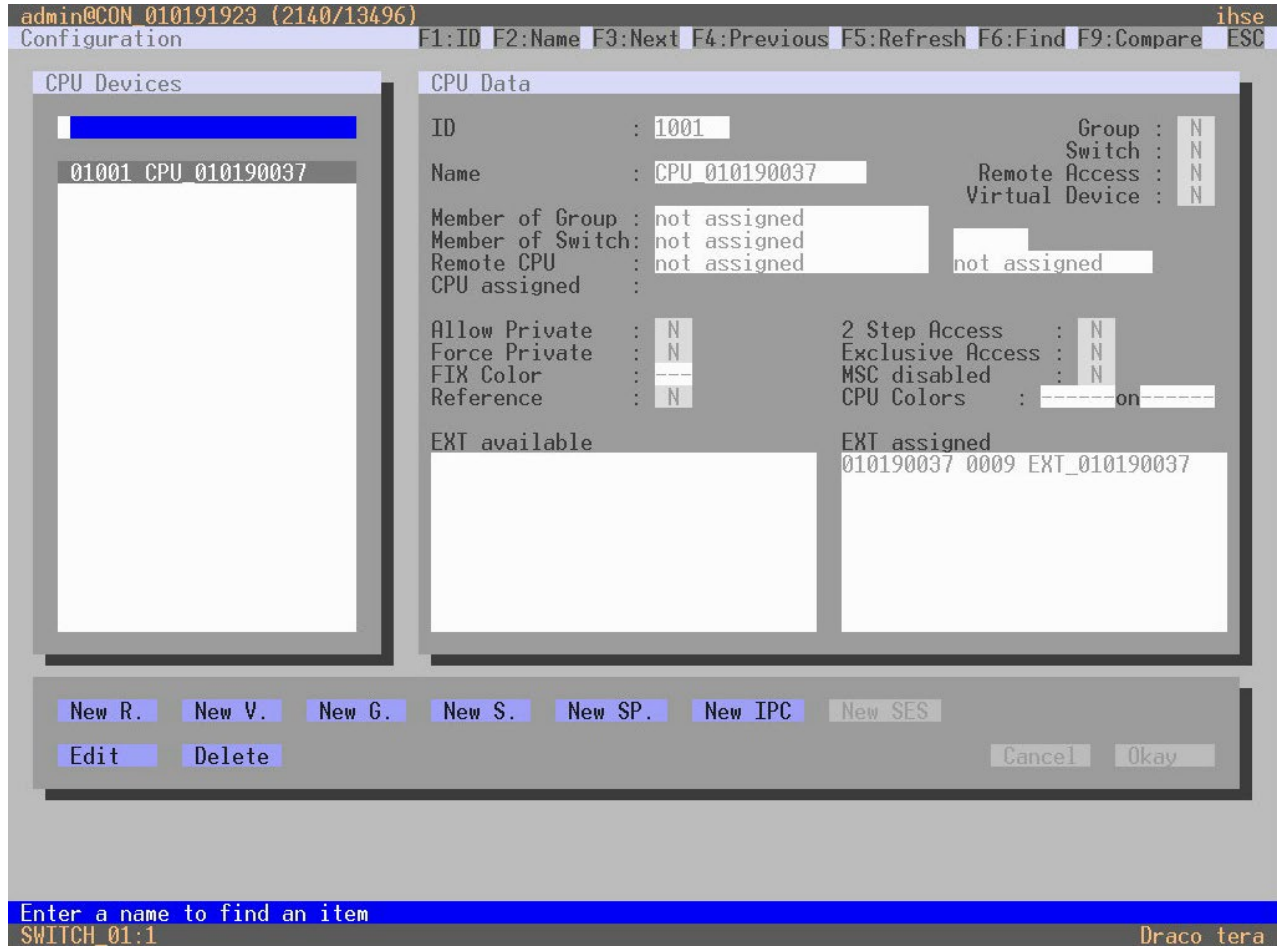 admin@CON_010191923 (2140/13496) ihse
Configuration F1:ID F2:Name F3:Next F4:Previous F5:Refresh F6:Find F9:Compare ESC
CPU Devices
01001 CPU_010190037
CPU Data
ID : 1001 Group : N
Switch : N
Name : CPU_010190037 Remote Access : N
Virtual Device : N
Member of Group : not assigned
Member of Switch: not assigned
Remote CPU : not assigned not assigned
CPU assigned :
Allow Private : N 2 Step Access : N
Force Private : N Exclusive Access : N
FIX Color : --- MSC disabled : N
Reference : N CPU Colors : ------on------
EXT available EXT assigned
010190037 0009 EXT_010190037
New R. New V. New G. New S. New SP. New IPC New SES
Edit Delete Cancel Okay
Enter a name to find an item
SWITCH_01:1 Draco tera